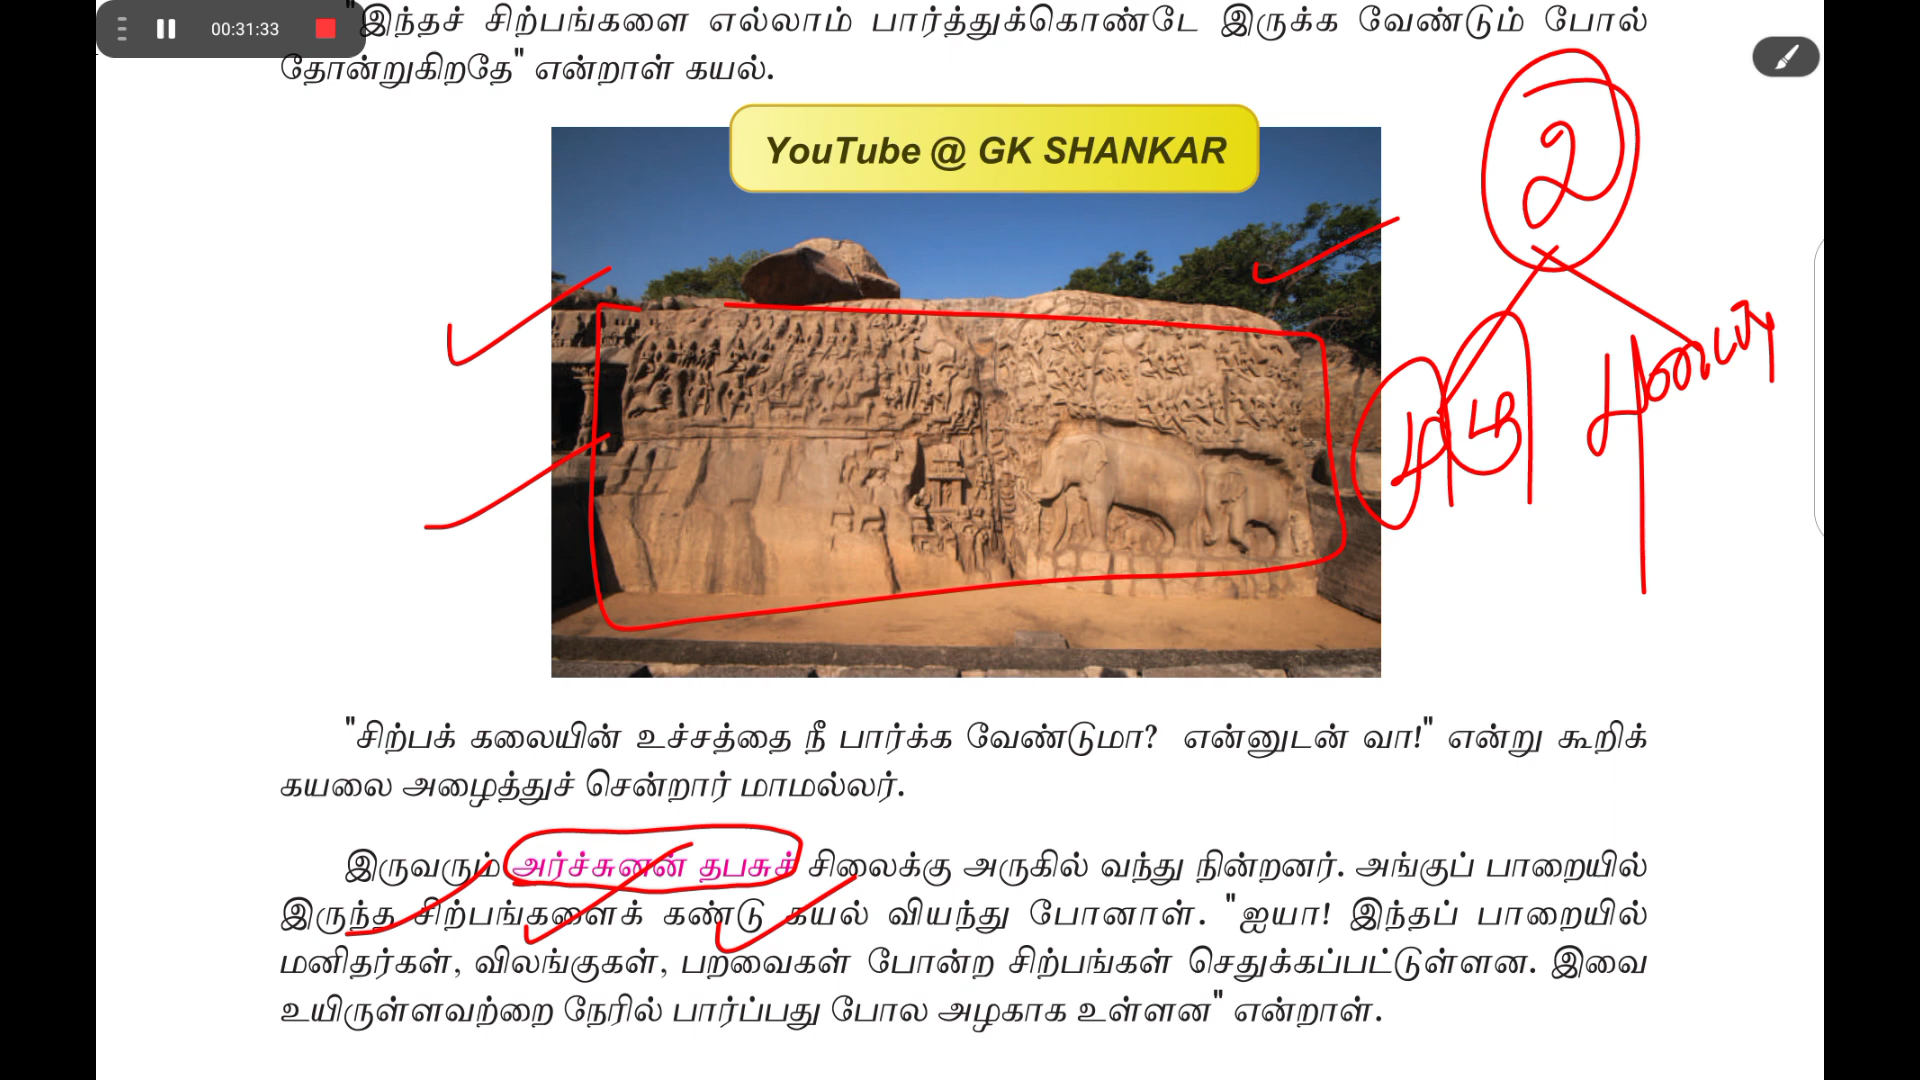 00:31:33
"இந்தச் சிற்பங்களை எல்லாம் பார்த்துக்கொண்டே இருக்க வேண்டும் போல்
தோன்றுகிறதே" என்றாள் கயல்.
YouTube @ GK SHANKAR
2
"சிற்பக் கலையின் உச்சத்தை நீ பார்க்க வேண்டுமா? என்னுடன் வா!" என்று கூறிக்
கயலை அழைத்துச் சென்றார் மாமல்லர்.
இருவரும் அர்ச்சுனன் தபசுச் சிலைக்கு அருகில் வந்து நின்றனர். அங்குப் பாறையில்
இருந்த சிற்பங்களைக் கண்டு கயல் வியந்து போனாள். "ஐயா! இந்தப் பாறையில்
மனிதர்கள், விலங்குகள், பறவைகள் போன்ற சிற்பங்கள் செதுக்கப்பட்டுள்ளன. இவை
உயிருள்ளவற்றை நேரில் பார்ப்பது போல அழகாக உள்ளன" என்றாள்.